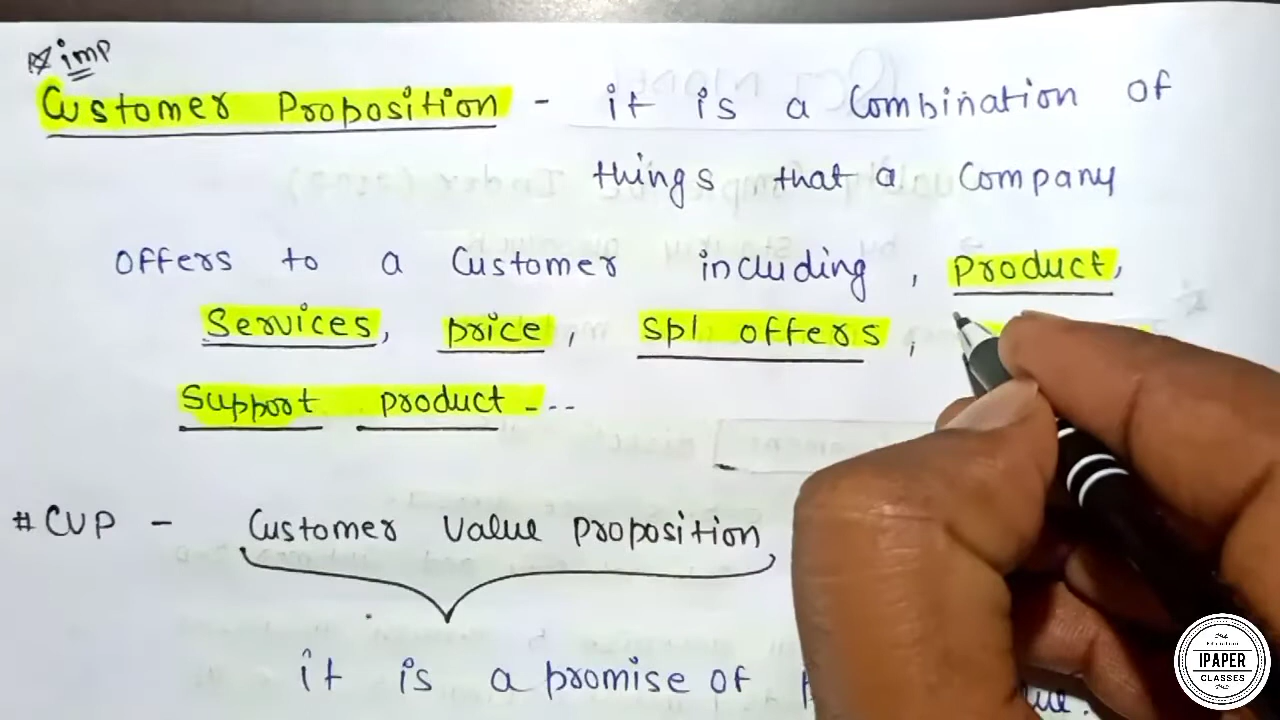 imp
Customer Proposition - it is a Combination of
things that a Company
offers to a Customer including, product,
Services, price, spl offers,
Support product ---
#CVP - Customer Value proposition
it is a promise of
IPAPER
CLASSES